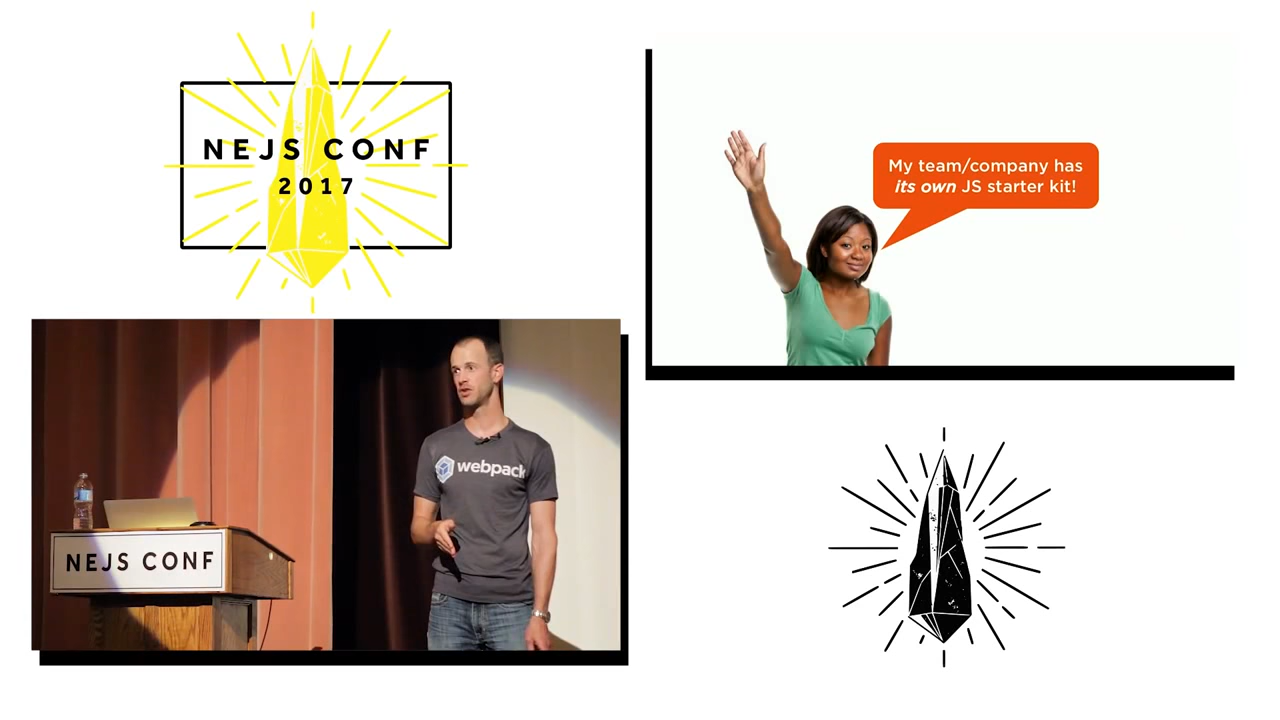 NEJS CONF
2017
My team/company has
its own JS starter kit!
webpack
NEJS CONF